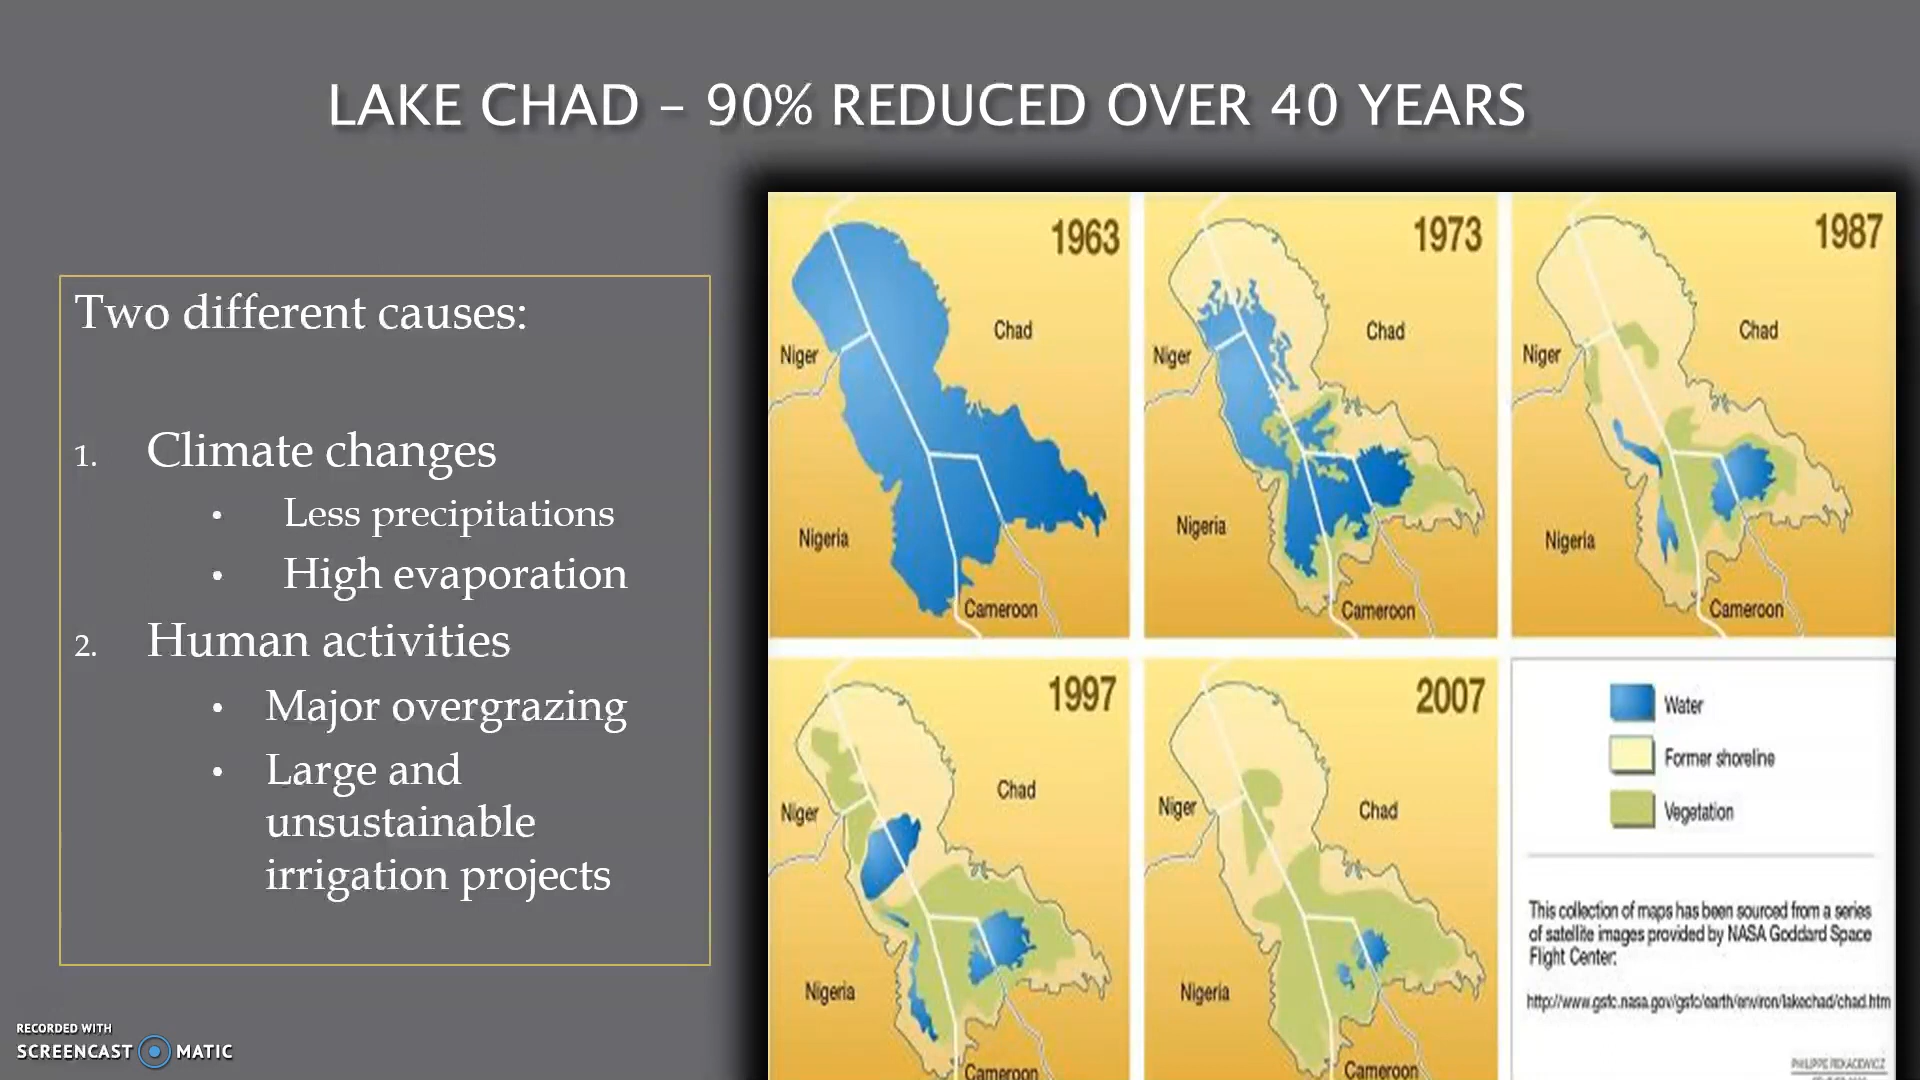 LAKE CHAD – 90% REDUCED OVER 40 YEARS
Two different causes:
1. Climate changes
• Less precipitations
• High evaporation
2. Human activities
• Major overgrazing
• Large and
unsustainable
irrigation projects
1963
Chad
Niger
Nigeria
Cameroon
1973
Chad
Niger
Nigeria
Cameroon
1987
Chad
Niger
Nigeria
Cameroon
1997
Chad
Niger
Nigeria
Cameroon
2007
Chad
Niger
Nigeria
Cameroon
Water
Former shoreline
Vegetation
This collection of maps has been sourced from a series
of satellite images provided by NASA Goddard Space
Flight Center:
http://www.gsfc.nasa.gov/gsfc/earth/environ/lakechad/chad.htm
PHILIPPE REKACEWICZ
RECORDED WITH
SCREENCAST MATIC